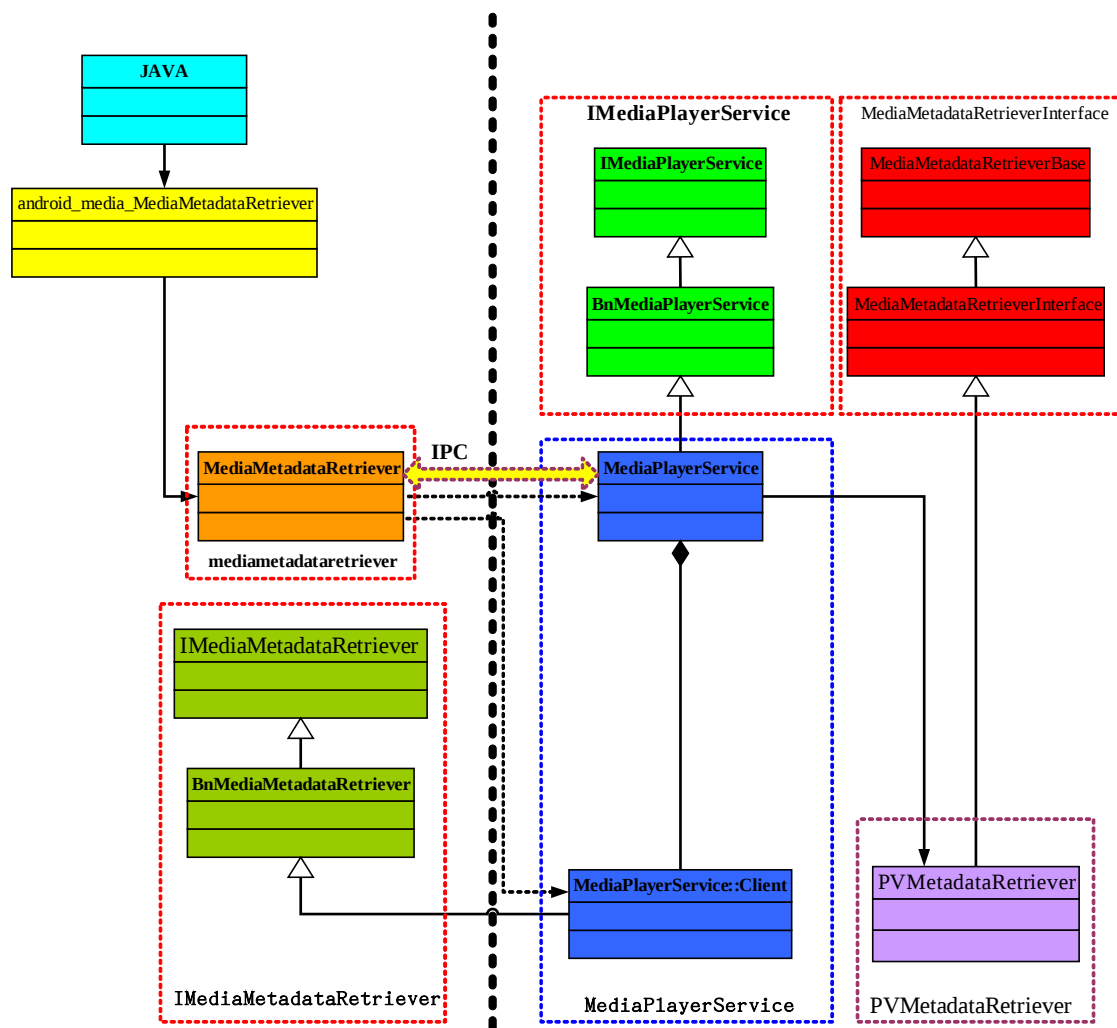 JAVA
android_media_MediaMetadataRetriever
IMediaPlayerService
MediaMetadataRetrieverInterface
IMediaPlayerService
MediaMetadataRetrieverBase
BnMediaPlayerService
MediaMetadataRetrieverInterface
IPC
MediaMetadataRetriever
MediaPlayerService
mediametadataretriever
IMediaMetadataRetriever
BnMediaMetadataRetriever
MediaPlayerService::Client
PVMetadataRetriever
IMediaMetadataRetriever
MediaPlayerService
PVMetadataRetriever